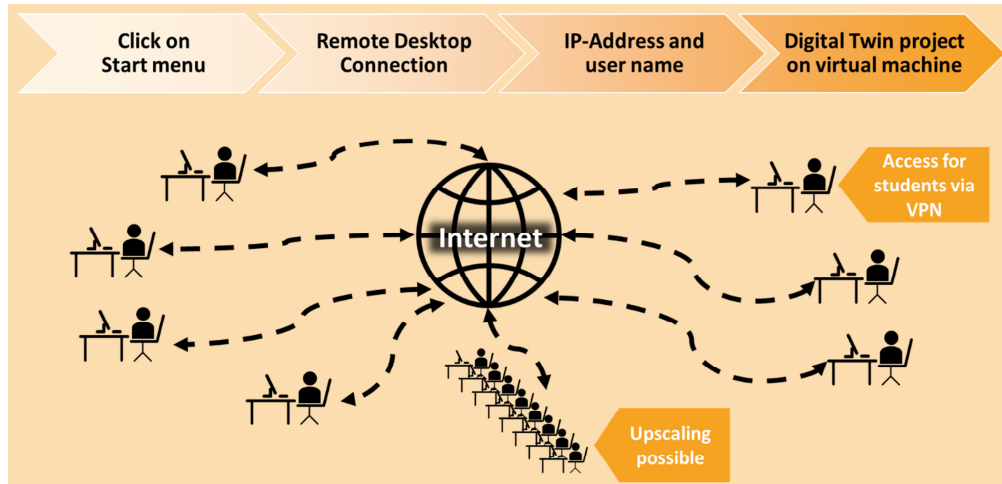 Click on
Start menu
Remote Desktop
Connection
IP-Address and
user name
Digital Twin project
on virtual machine
Access for
students via
VPN
Internet
Upscaling
possible